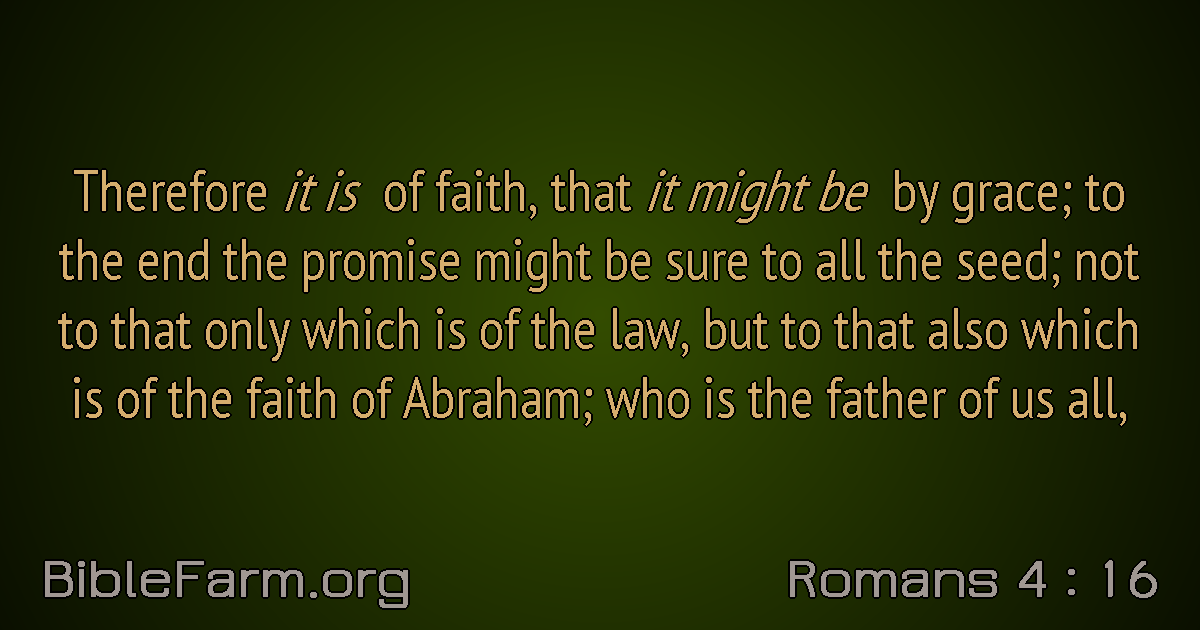 Therefore it is of faith, that it might be by grace; to
the end the promise might be sure to all the seed; not
to that only which is of the law, but to that also which
is of the faith of Abraham; who is the father of us all,
BibleFarm.org
Romans 4 : 16